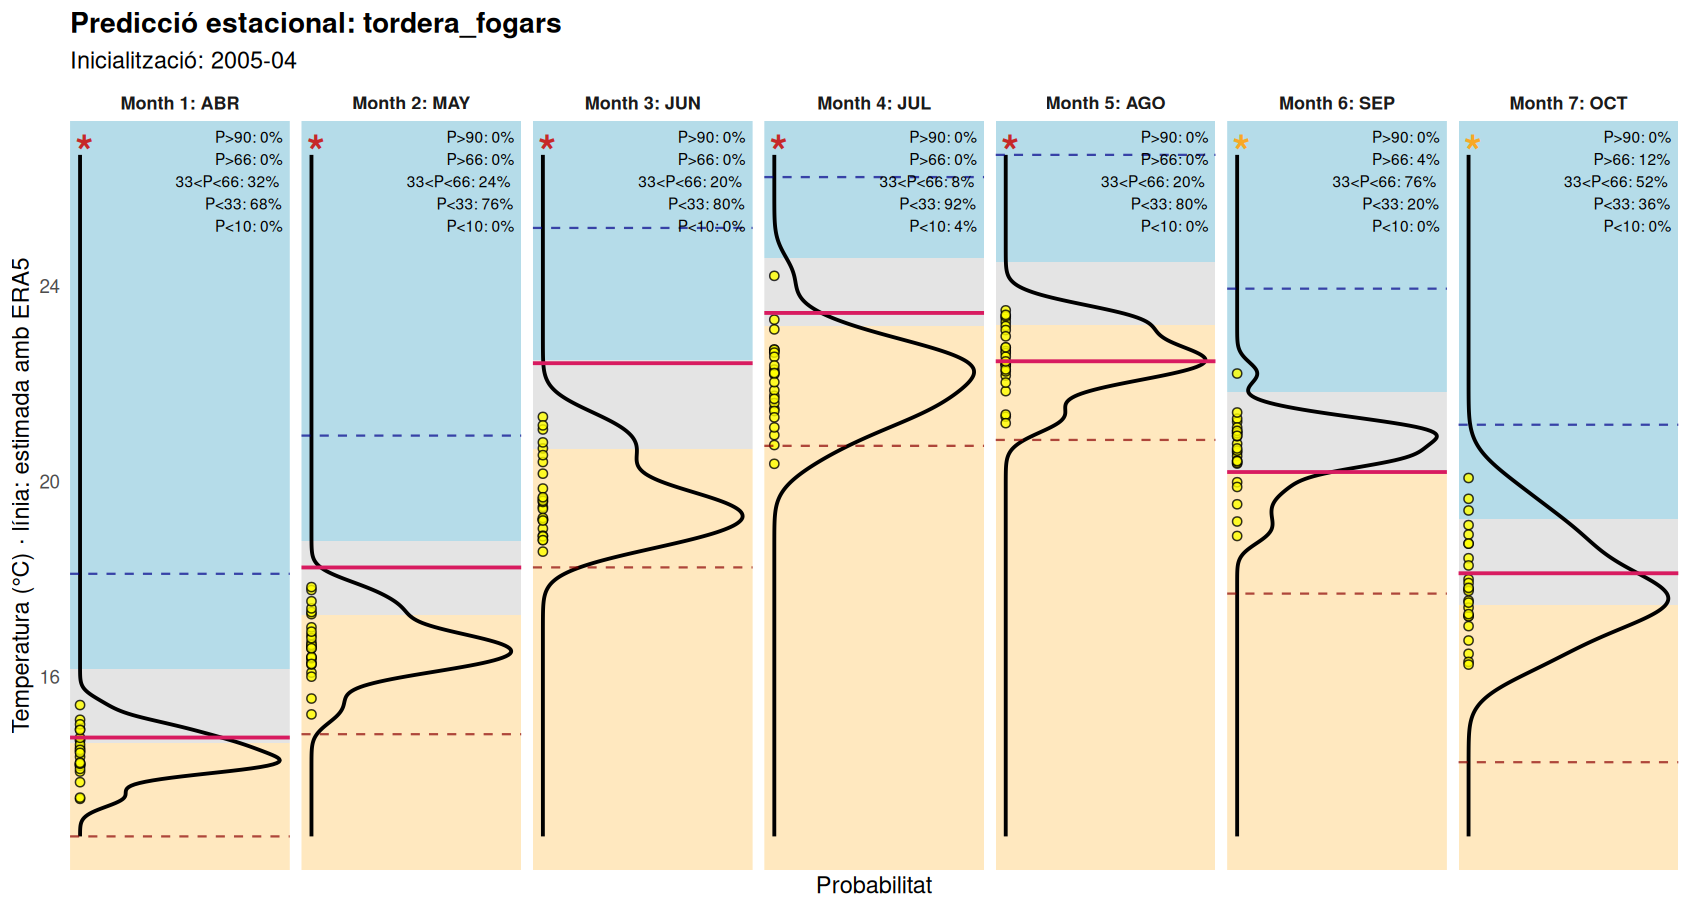 Predicció estacional: tordera_fogars
Inicialització: 2005-04
Month 1: ABR
Month 2: MAY
Month 3: JUN
Month 4: JUL
Month 5: AGO
Month 6: SEP
Month 7: OCT
P>90: 0%
P>66: 0%
33<P<66: 32%
P<33: 68%
P<10: 0%
P>90: 0%
P>66: 0%
33<P<66: 24%
P<33: 76%
P<10: 0%
P>90: 0%
P>66: 0%
33<P<66: 20%
P<33: 80%
P<10: 0%
P>90: 0%
P>66: 0%
33<P<66: 8%
P<33: 92%
P<10: 4%
P>90: 0%
P>66: 0%
33<P<66: 20%
P<33: 80%
P<10: 0%
P>90: 0%
P>66: 4%
33<P<66: 76%
P<33: 20%
P<10: 0%
P>90: 0%
P>66: 12%
33<P<66: 52%
P<33: 36%
P<10: 0%
Temperatura (°C) · línia: estimada amb ERA5
24
20
16
Probabilitat